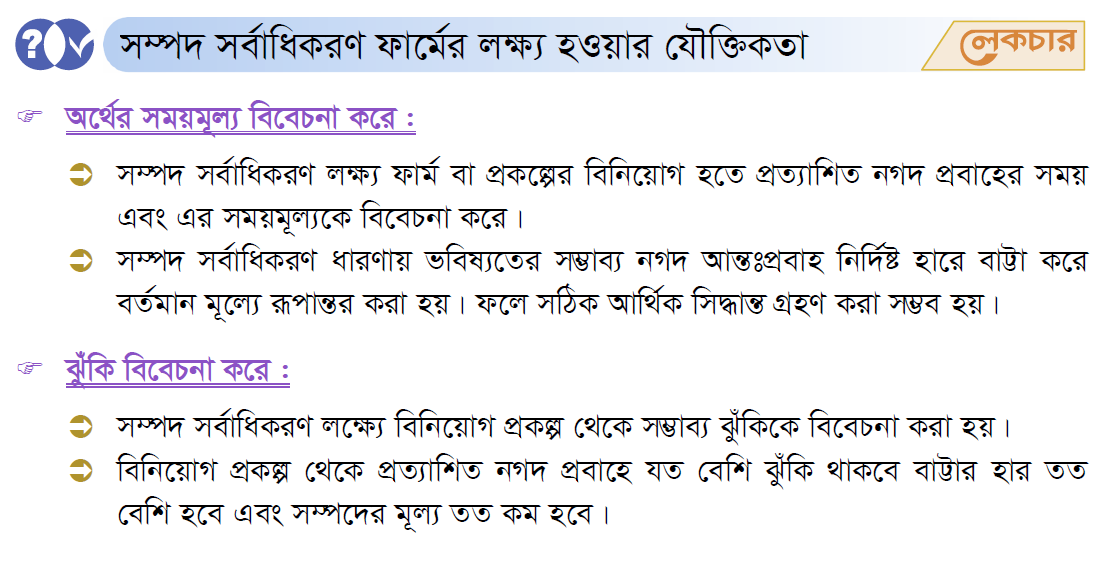 সম্পদ সর্বাধিকরণ ফার্মের লক্ষ্য হওয়ার যৌক্তিকতা
লেকচার
অর্থের সময়মূল্য বিবেচনা করে :
সম্পদ সর্বাধিকরণ লক্ষ্য ফার্ম বা প্রকল্পের বিনিয়োগ হতে প্রত্যাশিত নগদ প্রবাহের সময়
এবং এর সময়মূল্যকে বিবেচনা করে।
সম্পদ সর্বাধিকরণ ধারণায় ভবিষ্যতের সম্ভাব্য নগদ আন্তঃপ্রবাহ নির্দিষ্ট হারে বাট্টা করে
বর্তমান মূল্যে রূপান্তর করা হয়। ফলে সঠিক আর্থিক সিদ্ধান্ত গ্রহণ করা সম্ভব হয়।
ঝুঁকি বিবেচনা করে :
সম্পদ সর্বাধিকরণ লক্ষ্যে বিনিয়োগ প্রকল্প থেকে সম্ভাব্য ঝুঁকিকে বিবেচনা করা হয়।
বিনিয়োগ প্রকল্প থেকে প্রত্যাশিত নগদ প্রবাহে যত বেশি ঝুঁকি থাকবে বাট্টার হার তত
বেশি হবে এবং সম্পদের মূল্য তত কম হবে।